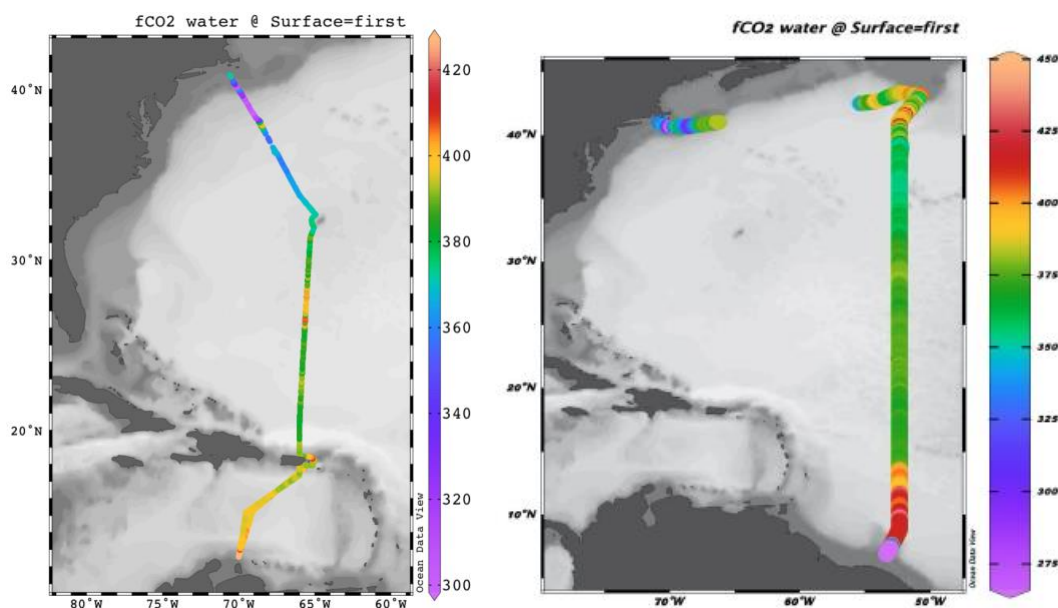 fCO2 water @ Surface=first
40°N
30°N
20°N
80°W
75°W
70°W
65°W
60°W
Ocean Data View
420
400
380
360
340
320
300
fCO2 water @ Surface=first
40°N
30°N
20°N
10°N
70°W
60°W
50°W
Ocean Data View
450
425
400
375
350
325
300
275